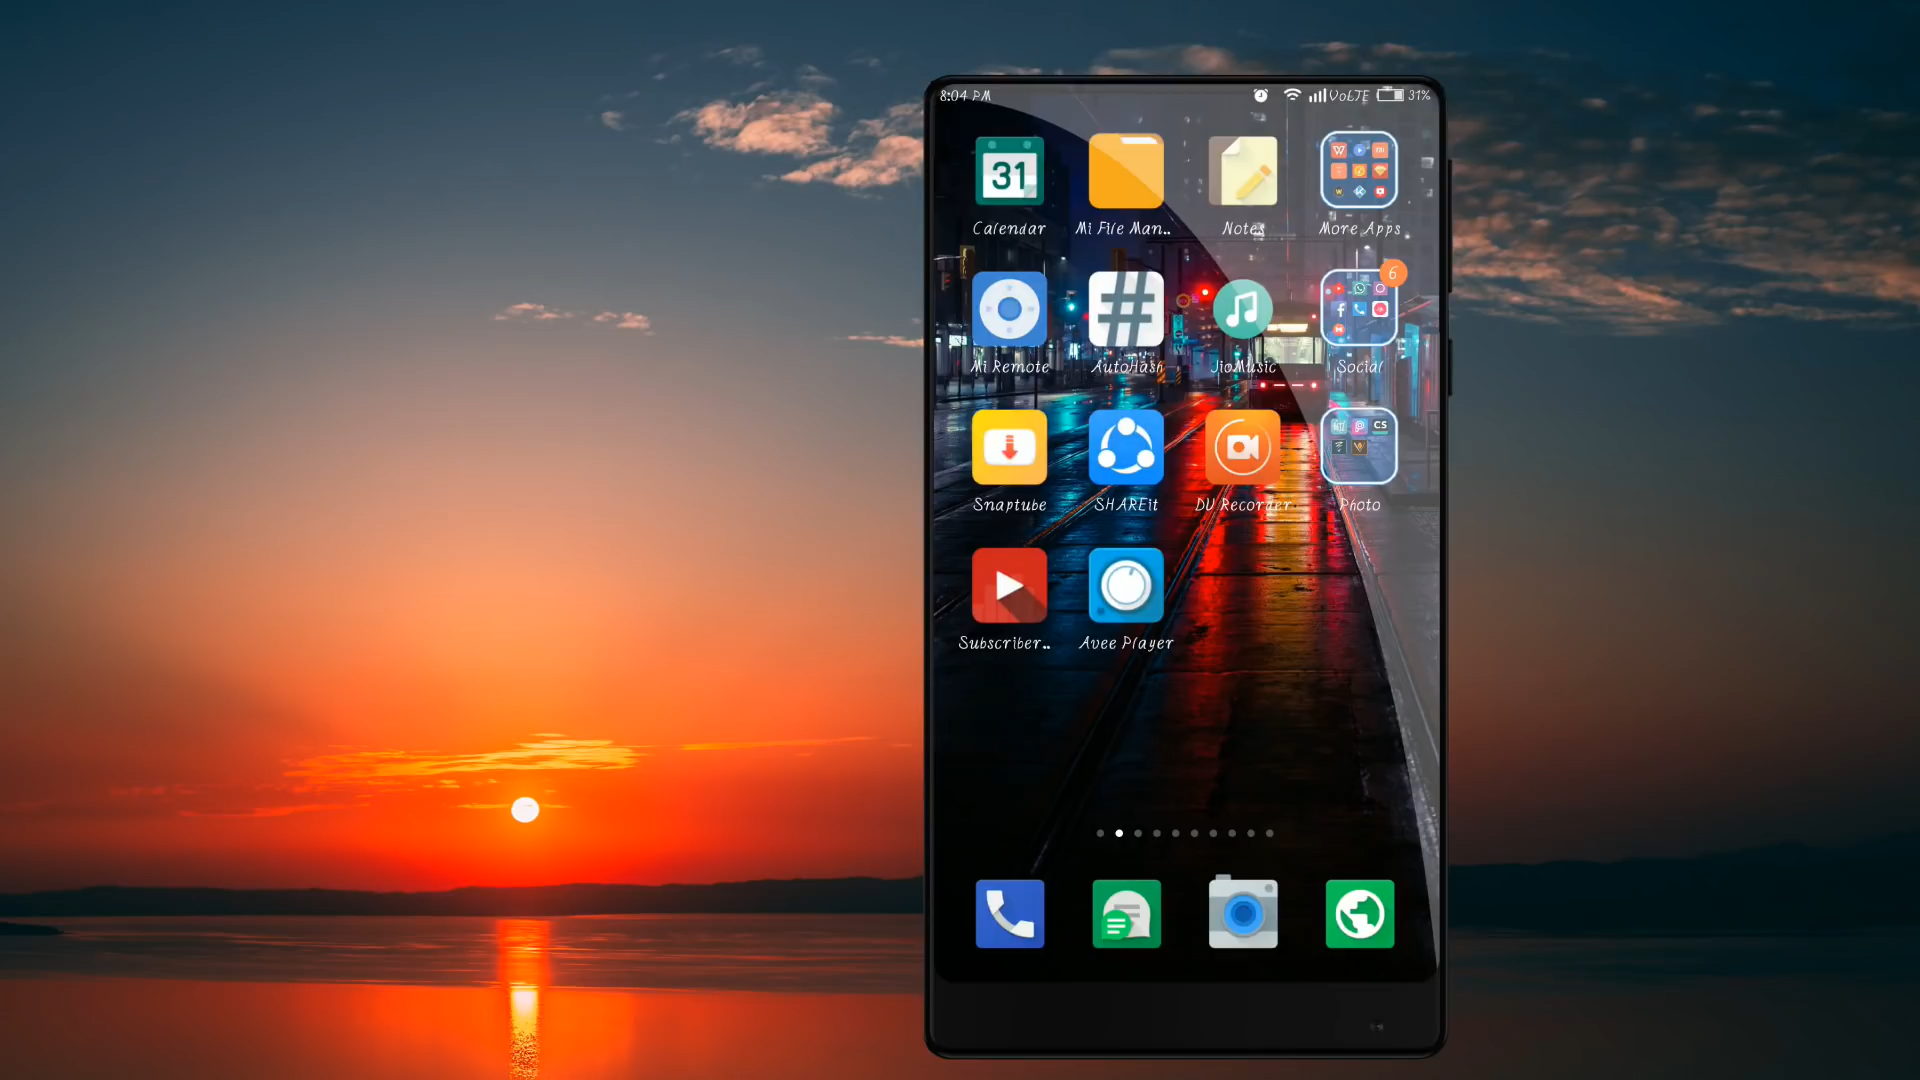 8:04 PM VoLTE 31%
31
Calendar Mi File Man.. Notes More Apps
6
Mi Remote AutoHash JioMusic Social
CS
Snaptube SHAREit DU Recorder Photo
Subscriber.. Avee Player